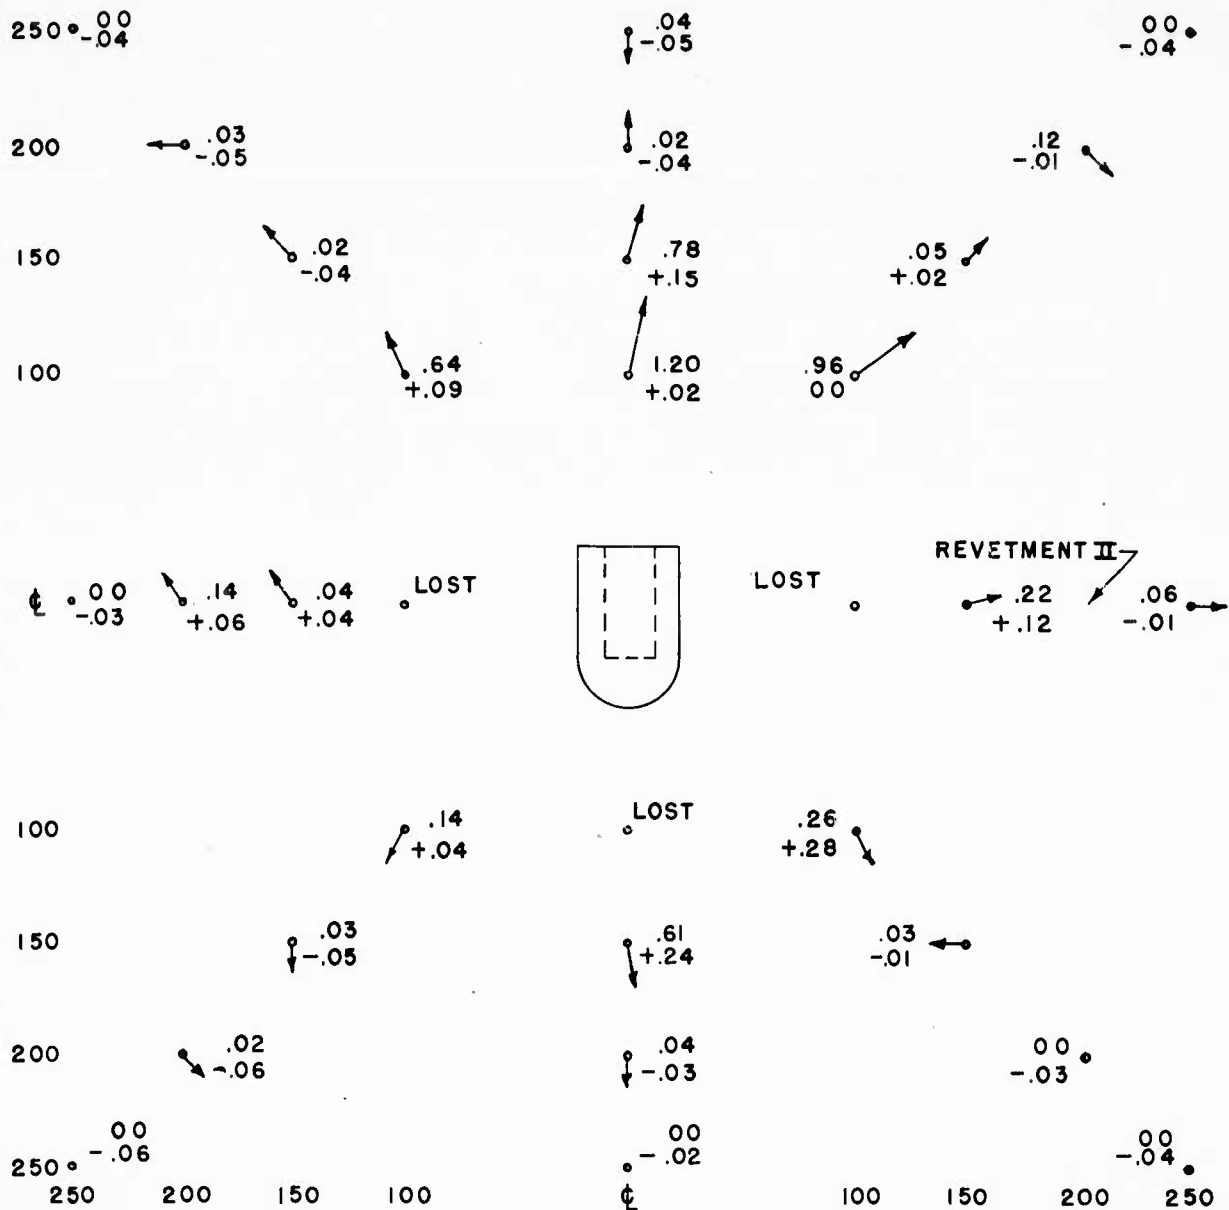 250 00 .04 00
-.04 -.05 -.04
200 .03 .02 .12
-.05 -.04 -.01
150 .02 .78 .05
-.04 +.15 +.02
100 .64 1.20 .96
+.09 +.02 00
REVETMENT II
LOST LOST
℄ 00 .14 .04 .22 .06
-.03 +.06 +.04 +.12 -.01
LOST
100 .14 .26
+.04 +.28
150 .03 .61 .03
-.05 +.24 -.01
200 .02 .04 00
-.06 -.03 -.03
00 00 00
-.06 -.02 -.04
250
250 200 150 100 ℄ 100 150 200 250